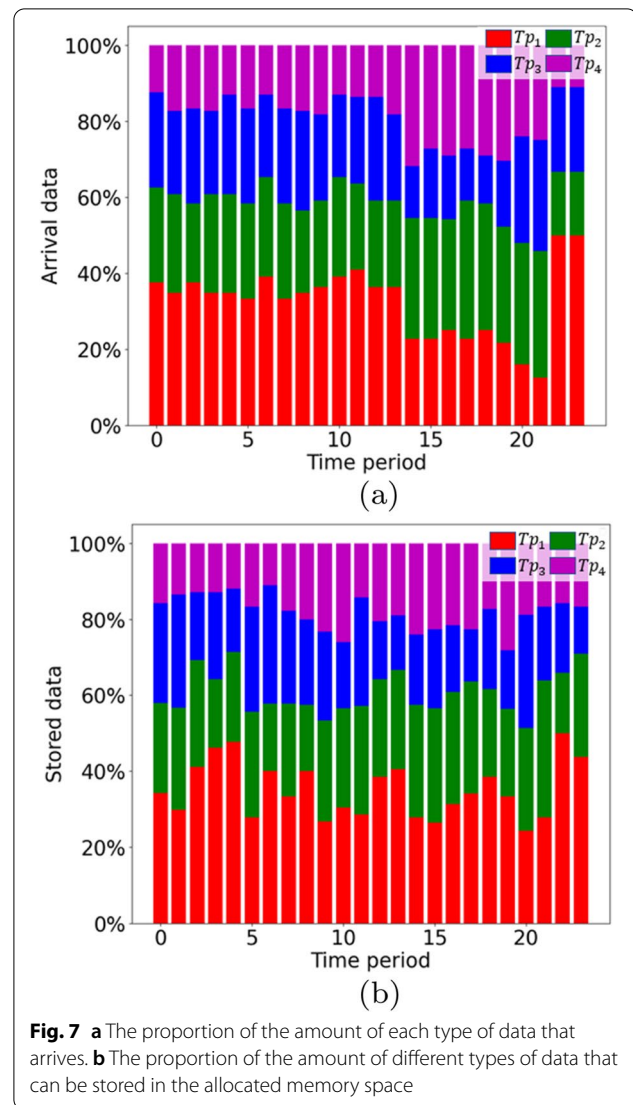 100%
80%
60%
40%
20%
0%
Arrival data
Tp₁ Tp₂
Tp₃ Tp₄
0 5 10 15 20
Time period
(a)
100%
80%
60%
40%
20%
0%
Stored data
Tp₁ Tp₂
Tp₃ Tp₄
0 5 10 15 20
Time period
(b)
Fig. 7 a The proportion of the amount of each type of data that
arrives. b The proportion of the amount of different types of data that
can be stored in the allocated memory space